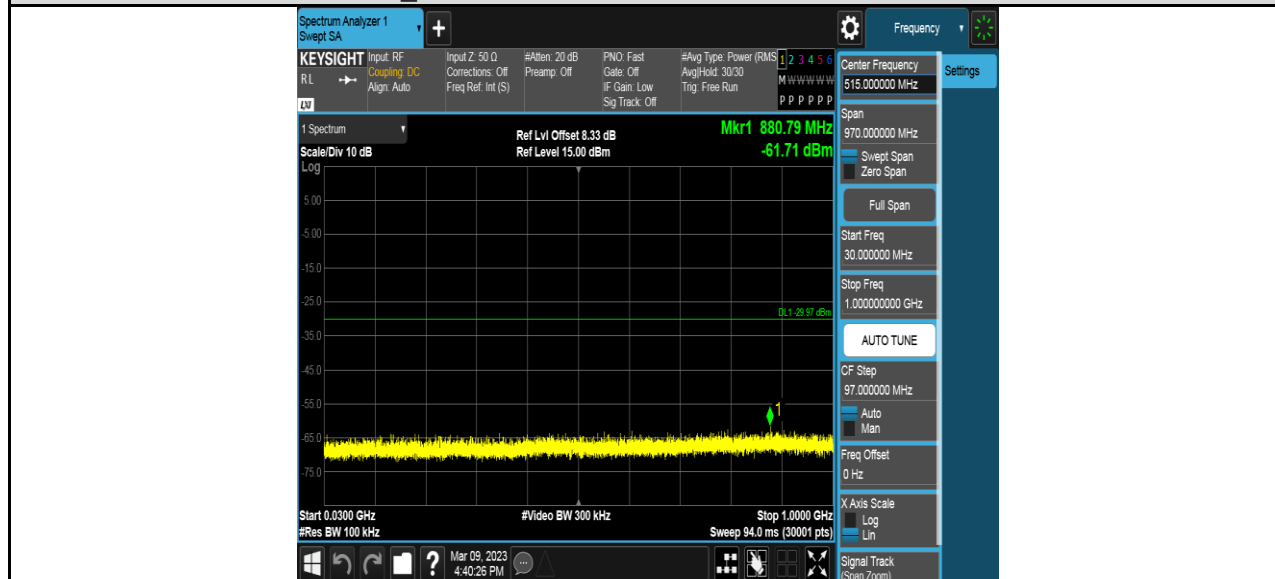 Spectrum Analyzer 1
Swept SA
+
Frequency
KEYSIGHT
RL
LXI
Input: RF
Coupling: DC
Align: Auto
Input Z: 50 Ω
Corrections: Off
Freq Ref: Int (S)
#Atten: 20 dB
Preamp: Off
PNO: Fast
Gate: Off
IF Gain: Low
Sig Track: Off
#Avg Type: Power (RMS
Avg|Hold: 30/30
Trig: Free Run
1 2 3 4 5 6
M W W W W W
P P P P P P
1 Spectrum
Scale/Div 10 dB
Log
Ref Lvl Offset 8.33 dB
Ref Level 15.00 dBm
Mkr1 880.79 MHz
-61.71 dBm
5.00
-5.00
-15.0
-25.0
DL1 -29.97 dBm
-35.0
-45.0
-55.0
1
-65.0
-75.0
Start 0.0300 GHz
#Video BW 300 kHz
Stop 1.0000 GHz
#Res BW 100 kHz
Sweep 94.0 ms (30001 pts)
?
Mar 09, 2023
4:40:26 PM
Center Frequency
515.000000 MHz
Settings
Span
970.000000 MHz
Swept Span
Zero Span
Full Span
Start Freq
30.000000 MHz
Stop Freq
1.000000000 GHz
AUTO TUNE
CF Step
97.000000 MHz
Auto
Man
Freq Offset
0 Hz
X Axis Scale
Log
Lin
Signal Track
(Span Zoom)